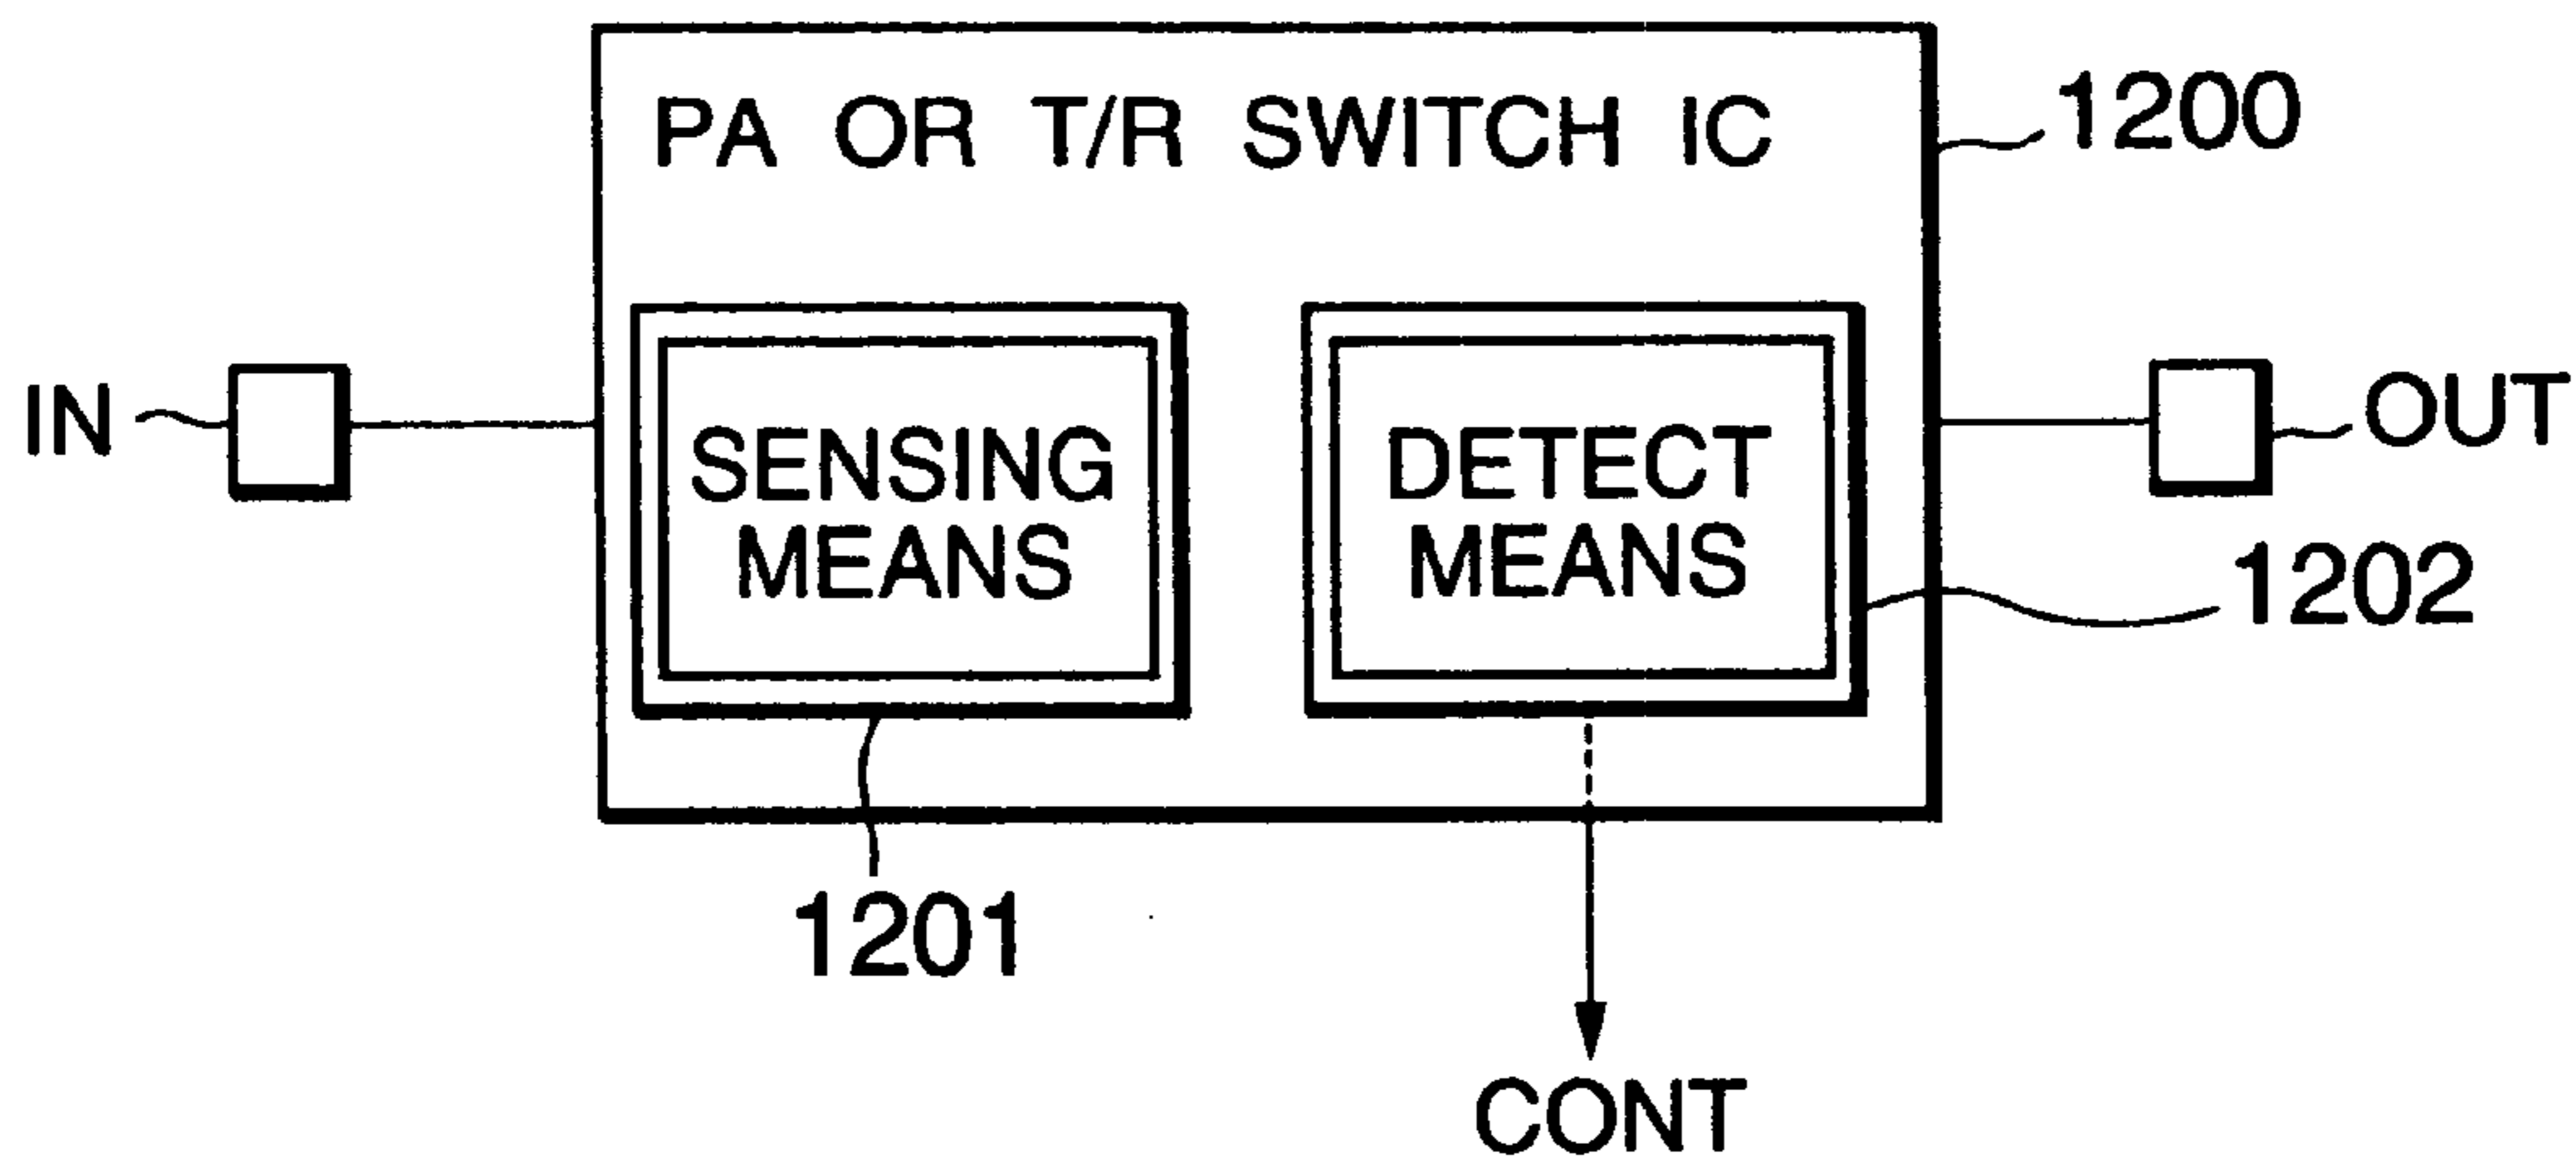 PA OR T/R SWITCH IC
1200
IN
SENSING
MEANS
DETECT
MEANS
OUT
1202
1201
CONT